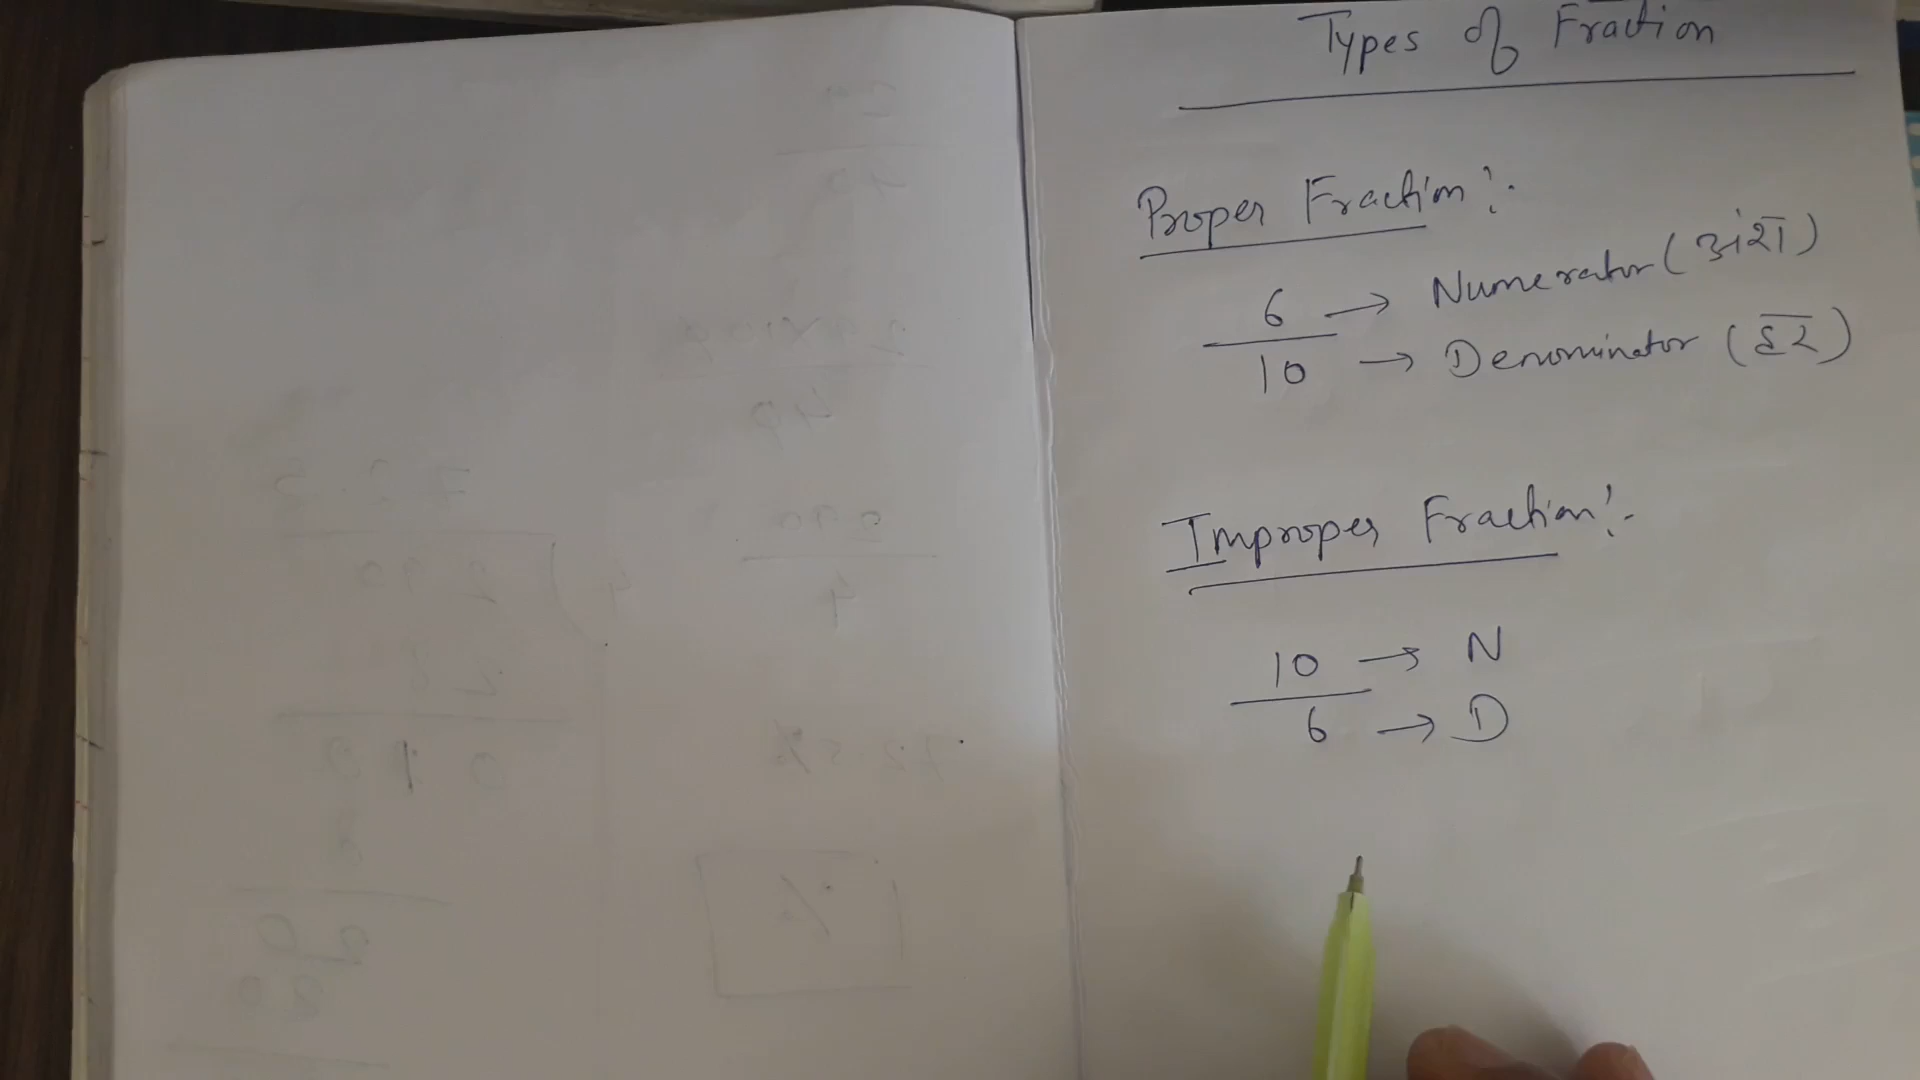 Types of Fraction
Proper Fraction :-
6 → Numerator ( अंश )
10 → Denominator ( हर )
Improper Fraction :-
10 → N
6 → D